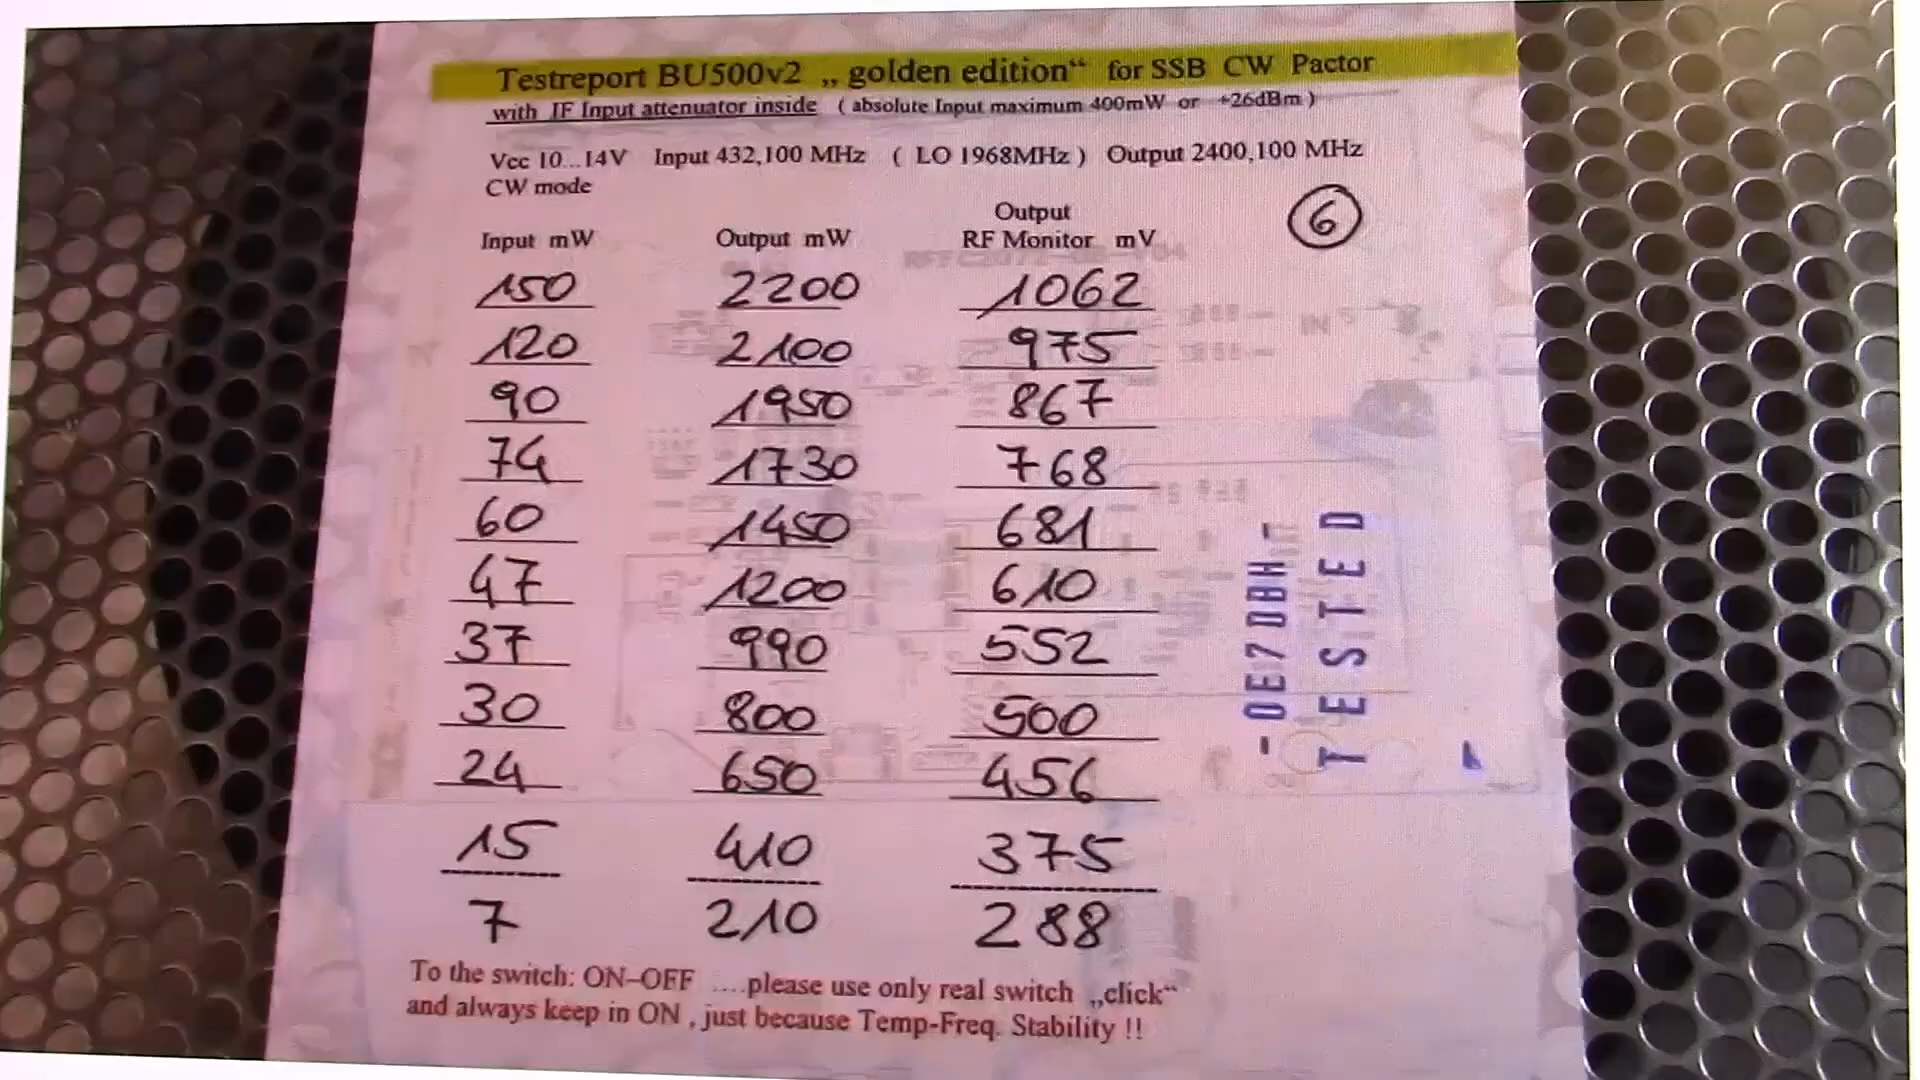 Testreport BU500v2 „ golden edition“ for SSB CW Pactor
with IF Input attenuator inside ( absolute Input maximum 400mW or +26dBm )
Vcc 10...14V Input 432,100 MHz ( LO 1968MHz ) Output 2400,100 MHz
CW mode
6
Input mW Output mW Output RF Monitor mV
150 2200 1062
120 2100 975
90 1950 867
74 1730 768
60 1450 681
47 1200 610
37 990 552
30 800 500
24 650 456
15 410 375
7 210 288
- OE7DBH -
TESTED
To the switch: ON–OFF ....please use only real switch „click“
and always keep in ON , just because Temp-Freq. Stability !!